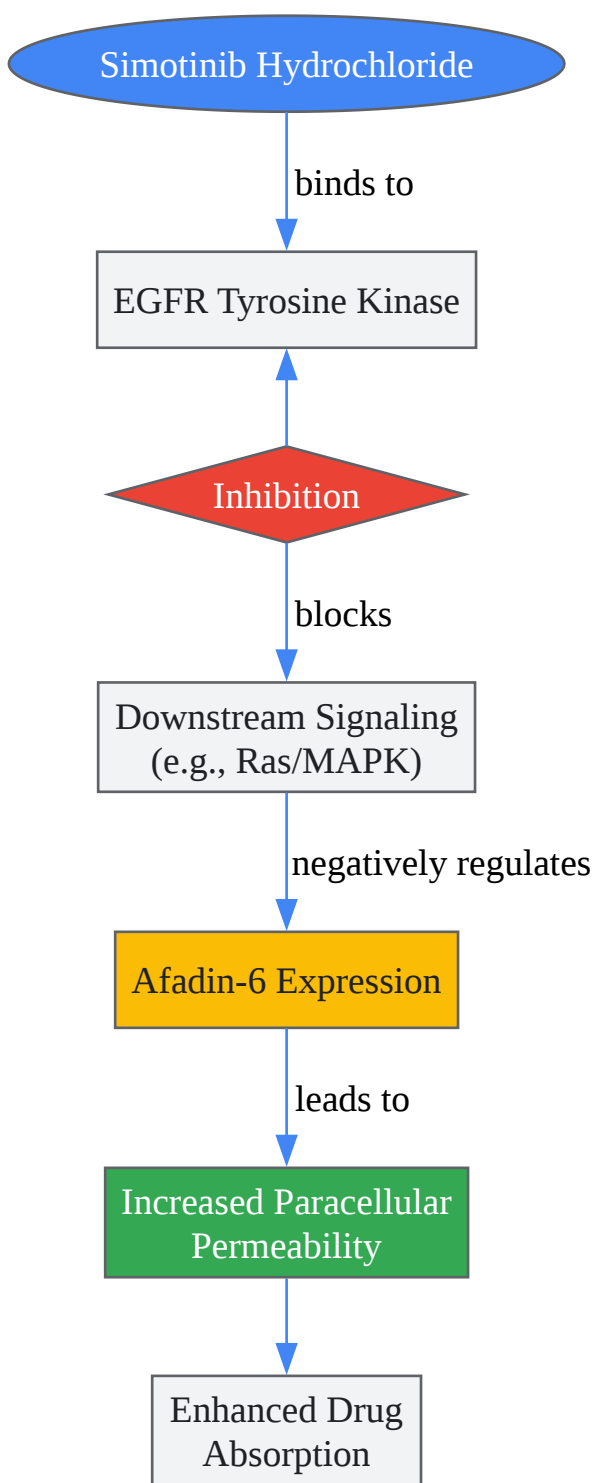 Simotinib Hydrochloride
binds to
EGFR Tyrosine Kinase
Inhibition
blocks
Downstream Signaling
(e.g., Ras/MAPK)
negatively regulates
Afadin-6 Expression
leads to
Increased Paracellular
Permeability
Enhanced Drug
Absorption